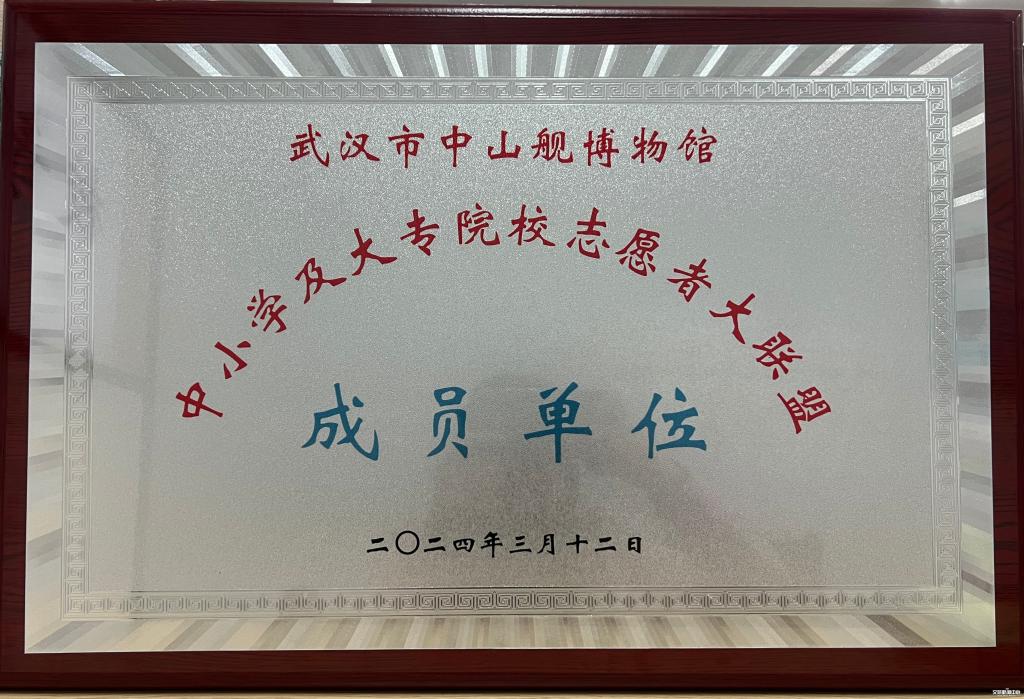 武汉市中山舰博物馆
中小学及大专院校志愿者大联盟
成员单位
二〇二四年三月十二日